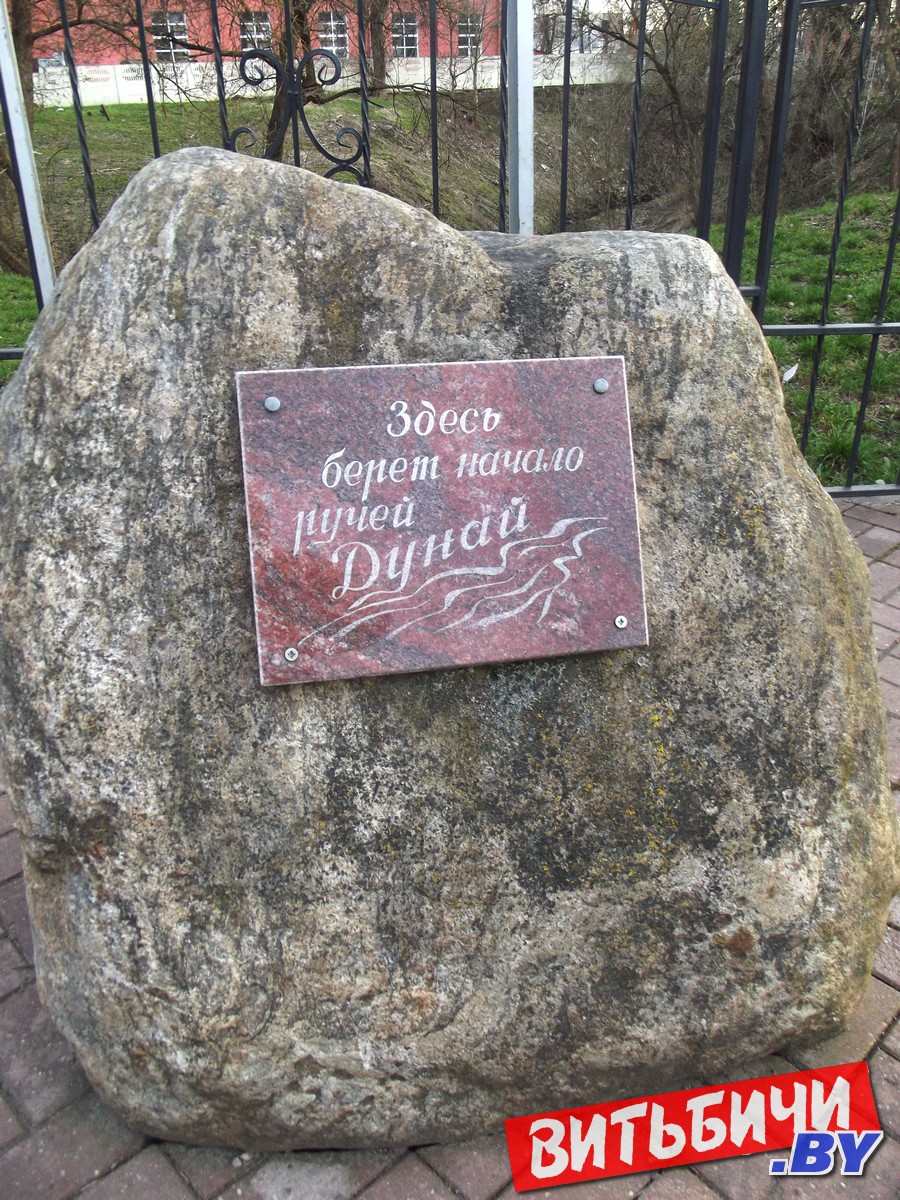 Здесь
берет начало
ручей
Дунай
ВИТЬБИЧИ
.BY